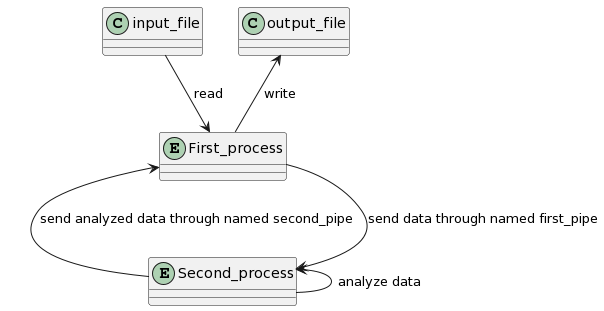 C input_file
C output_file
read
write
E First_process
send analyzed data through named second_pipe
send data through named first_pipe
E Second_process
analyze data